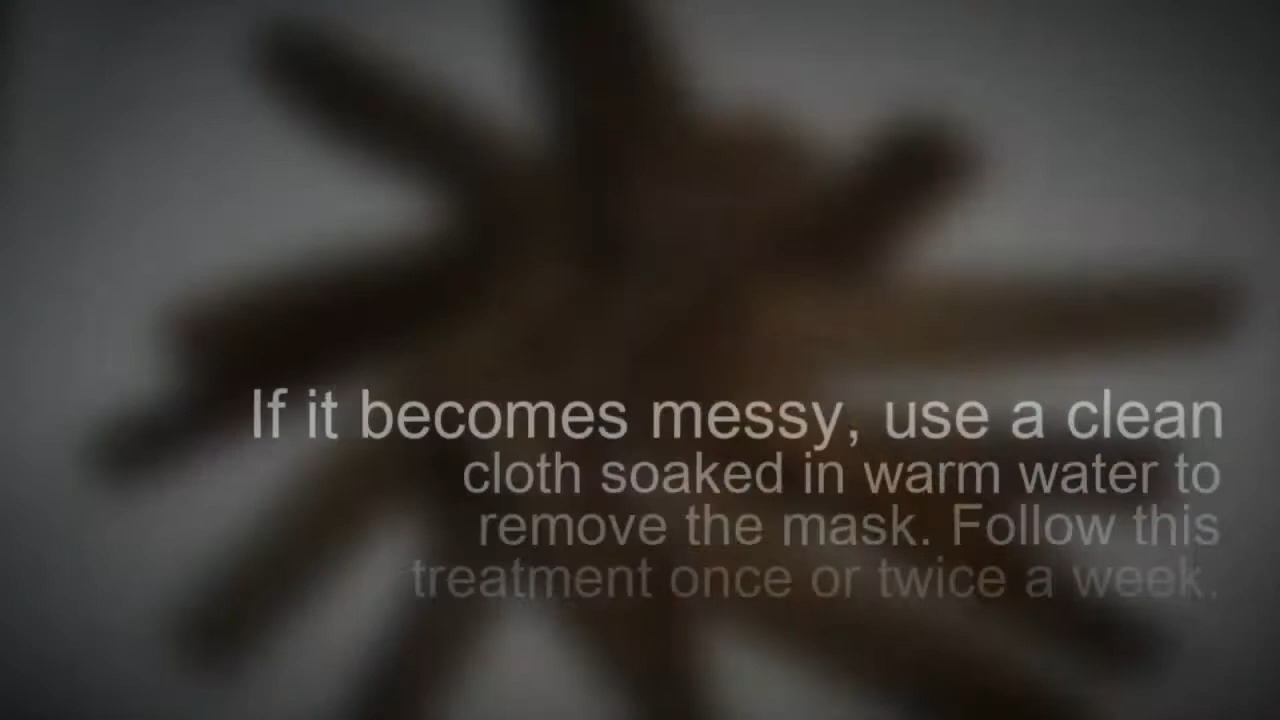 If it becomes messy, use a clean
cloth soaked in warm water to
remove the mask. Follow this
treatment once or twice a week.